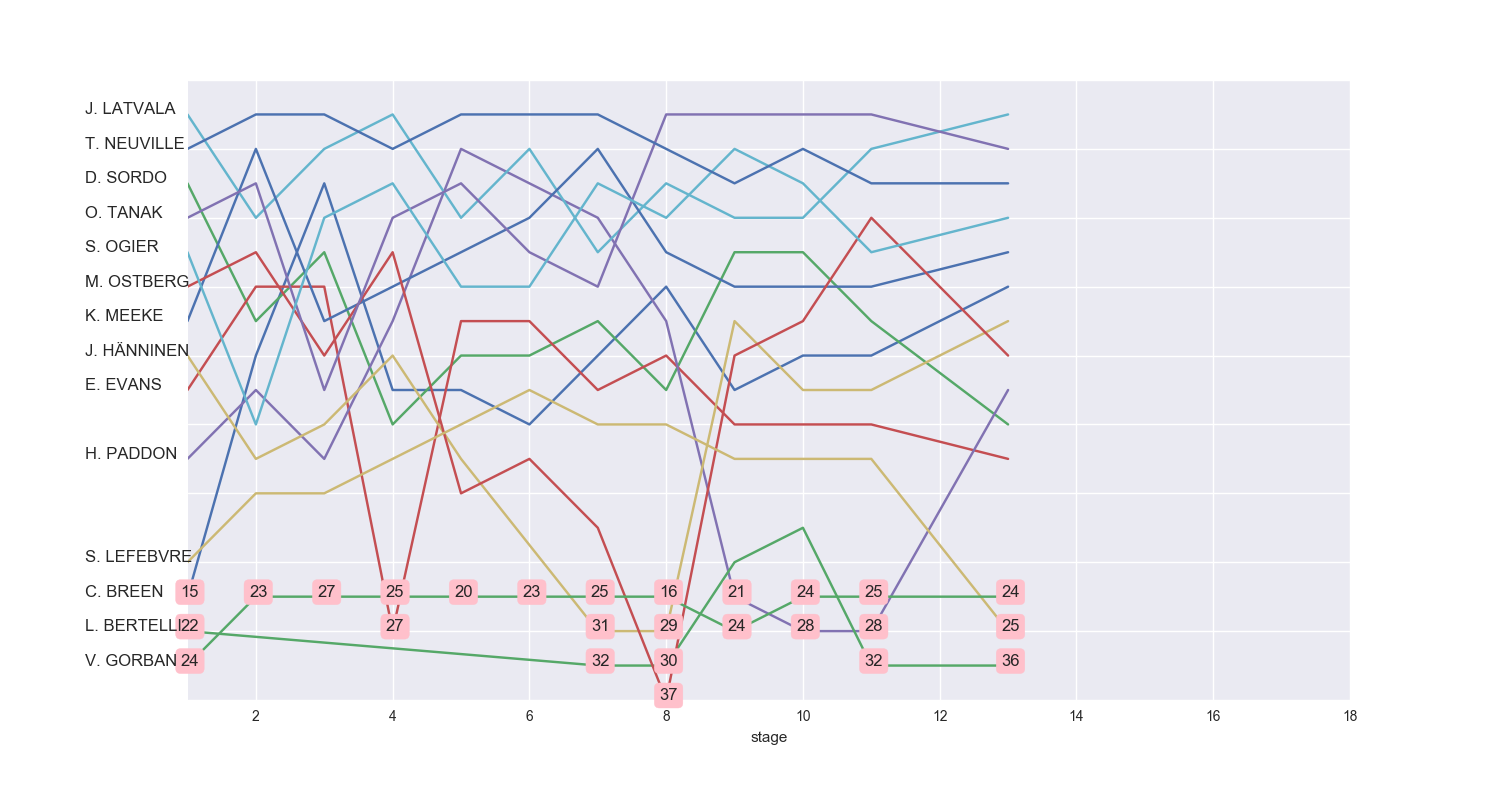 J. LATVALA
T. NEUVILLE
D. SORDO
O. TANAK
S. OGIER
M. OSTBERG
K. MEEKE
J. HÄNNINEN
E. EVANS
H. PADDON
S. LEFEBVRE
C. BREEN 15 23 27 25 20 23 25 16 21 24 25 24
L. BERTELLI 22 27 31 29 24 28 28 25
V. GORBAN 24 32 30 32 36
37
2 4 6 8 10 12 14 16 18
stage